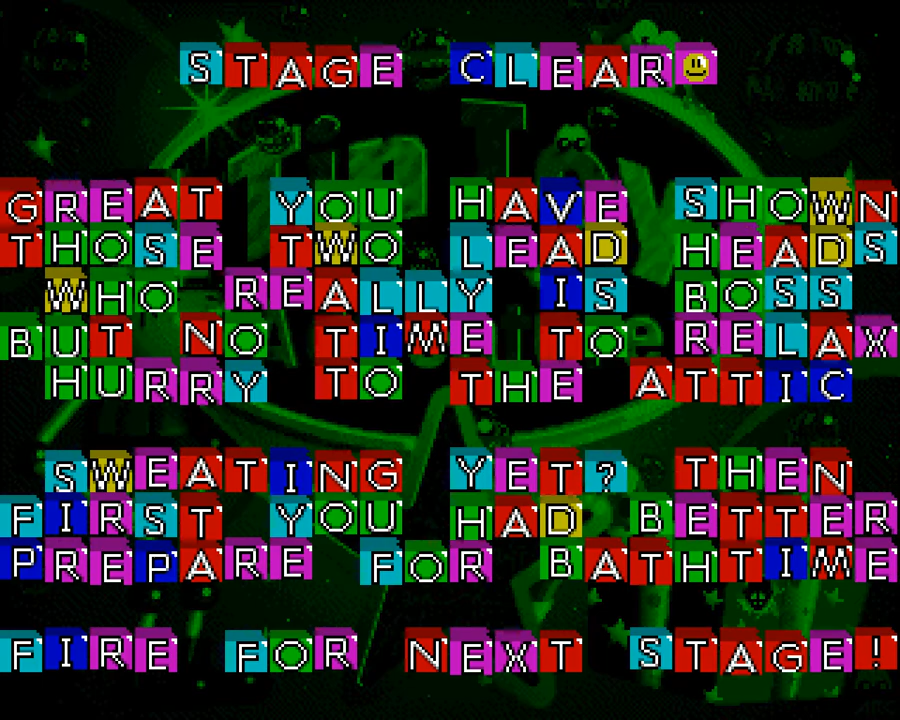 STAGE CLEAR
GREAT YOU HAVE SHOWN
THOSE TWO LEAD HEADS
WHO REALLY IS BOSS
BUT NO TIME TO RELAX
HURRY TO THE ATTIC
SWEATING YET? THEN
FIRST YOU HAD BETTER
PREPARE FOR BATHTIME
FIRE FOR NEXT STAGE!